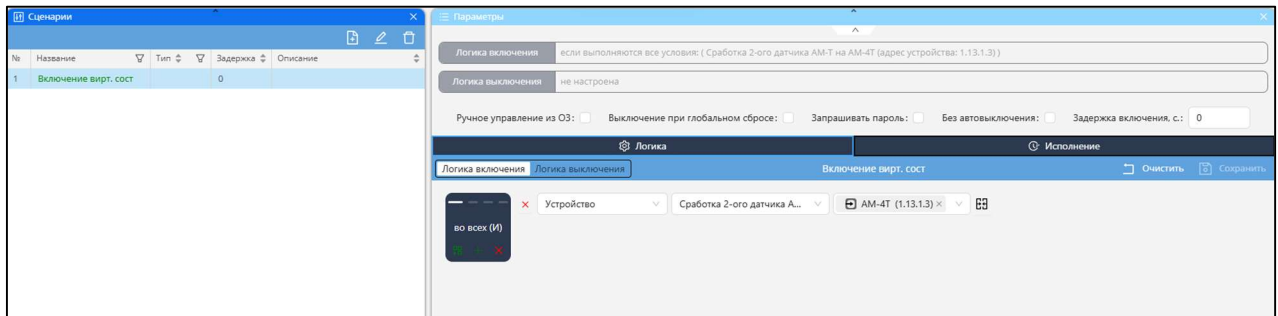 Сценарии
№ Название Тип Задержка Описание
1 Включение вирт. сост 0
Параметры
Логика включения если выполняются все условия: ( Сработка 2-ого датчика АМ-Т на АМ-4Т (адрес устройства: 1.13.1.3) )
Логика выключения не настроена
Ручное управление из ОЗ: Выключение при глобальном сбросе: Запрашивать пароль: Без автовыключения: Задержка включения, с.: 0
Логика Исполнение
Логика включения Логика выключения Включение вирт. сост Очистить Сохранить
во всех (И) Устройство Сработка 2-ого датчика А... АМ-4Т (1.13.1.3)